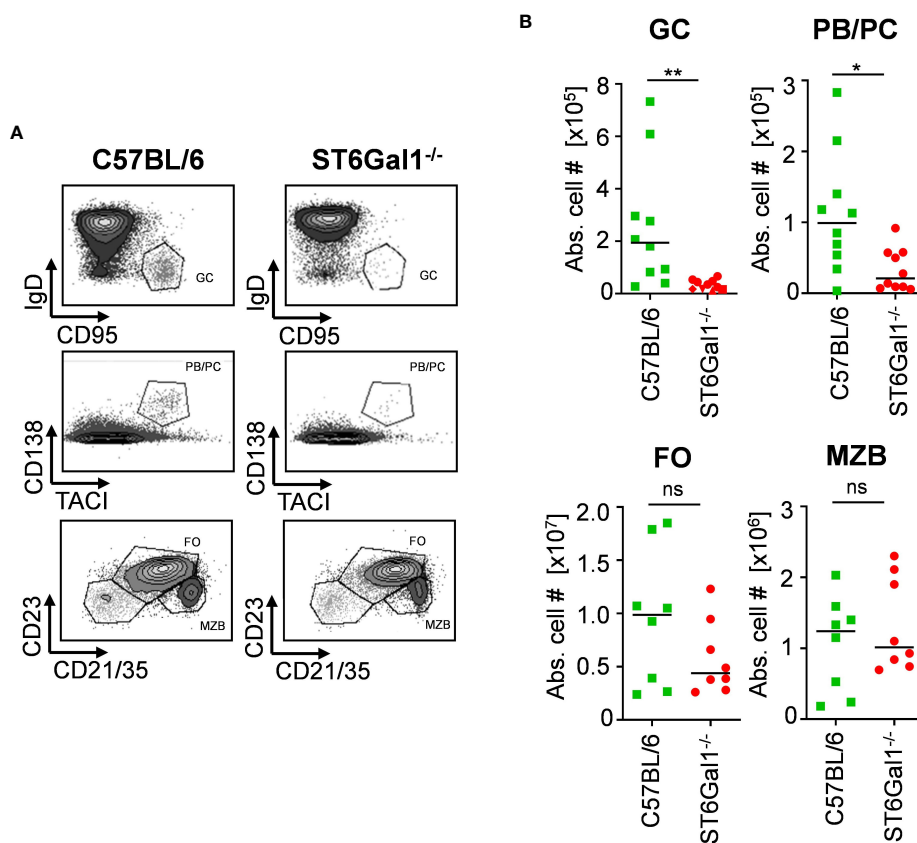 A
C57BL/6 ST6Gal1-/-
IgD
GC
CD95
IgD
GC
CD95
CD138
PB/PC
TACI
CD138
PB/PC
TACI
CD23
FO
MZB
CD21/35
CD23
FO
MZB
CD21/35
B
GC
**
Abs. cell # [x10⁵]
8
6
4
2
0
C57BL/6
ST6Gal1-/-
PB/PC
*
Abs. cell # [x10⁵]
3
2
1
0
C57BL/6
ST6Gal1-/-
FO
ns
Abs. cell # [x10⁷]
2.0
1.5
1.0
0.5
0
C57BL/6
ST6Gal1-/-
MZB
ns
Abs. cell # [x10⁶]
3
2
1
0
C57BL/6
ST6Gal1-/-